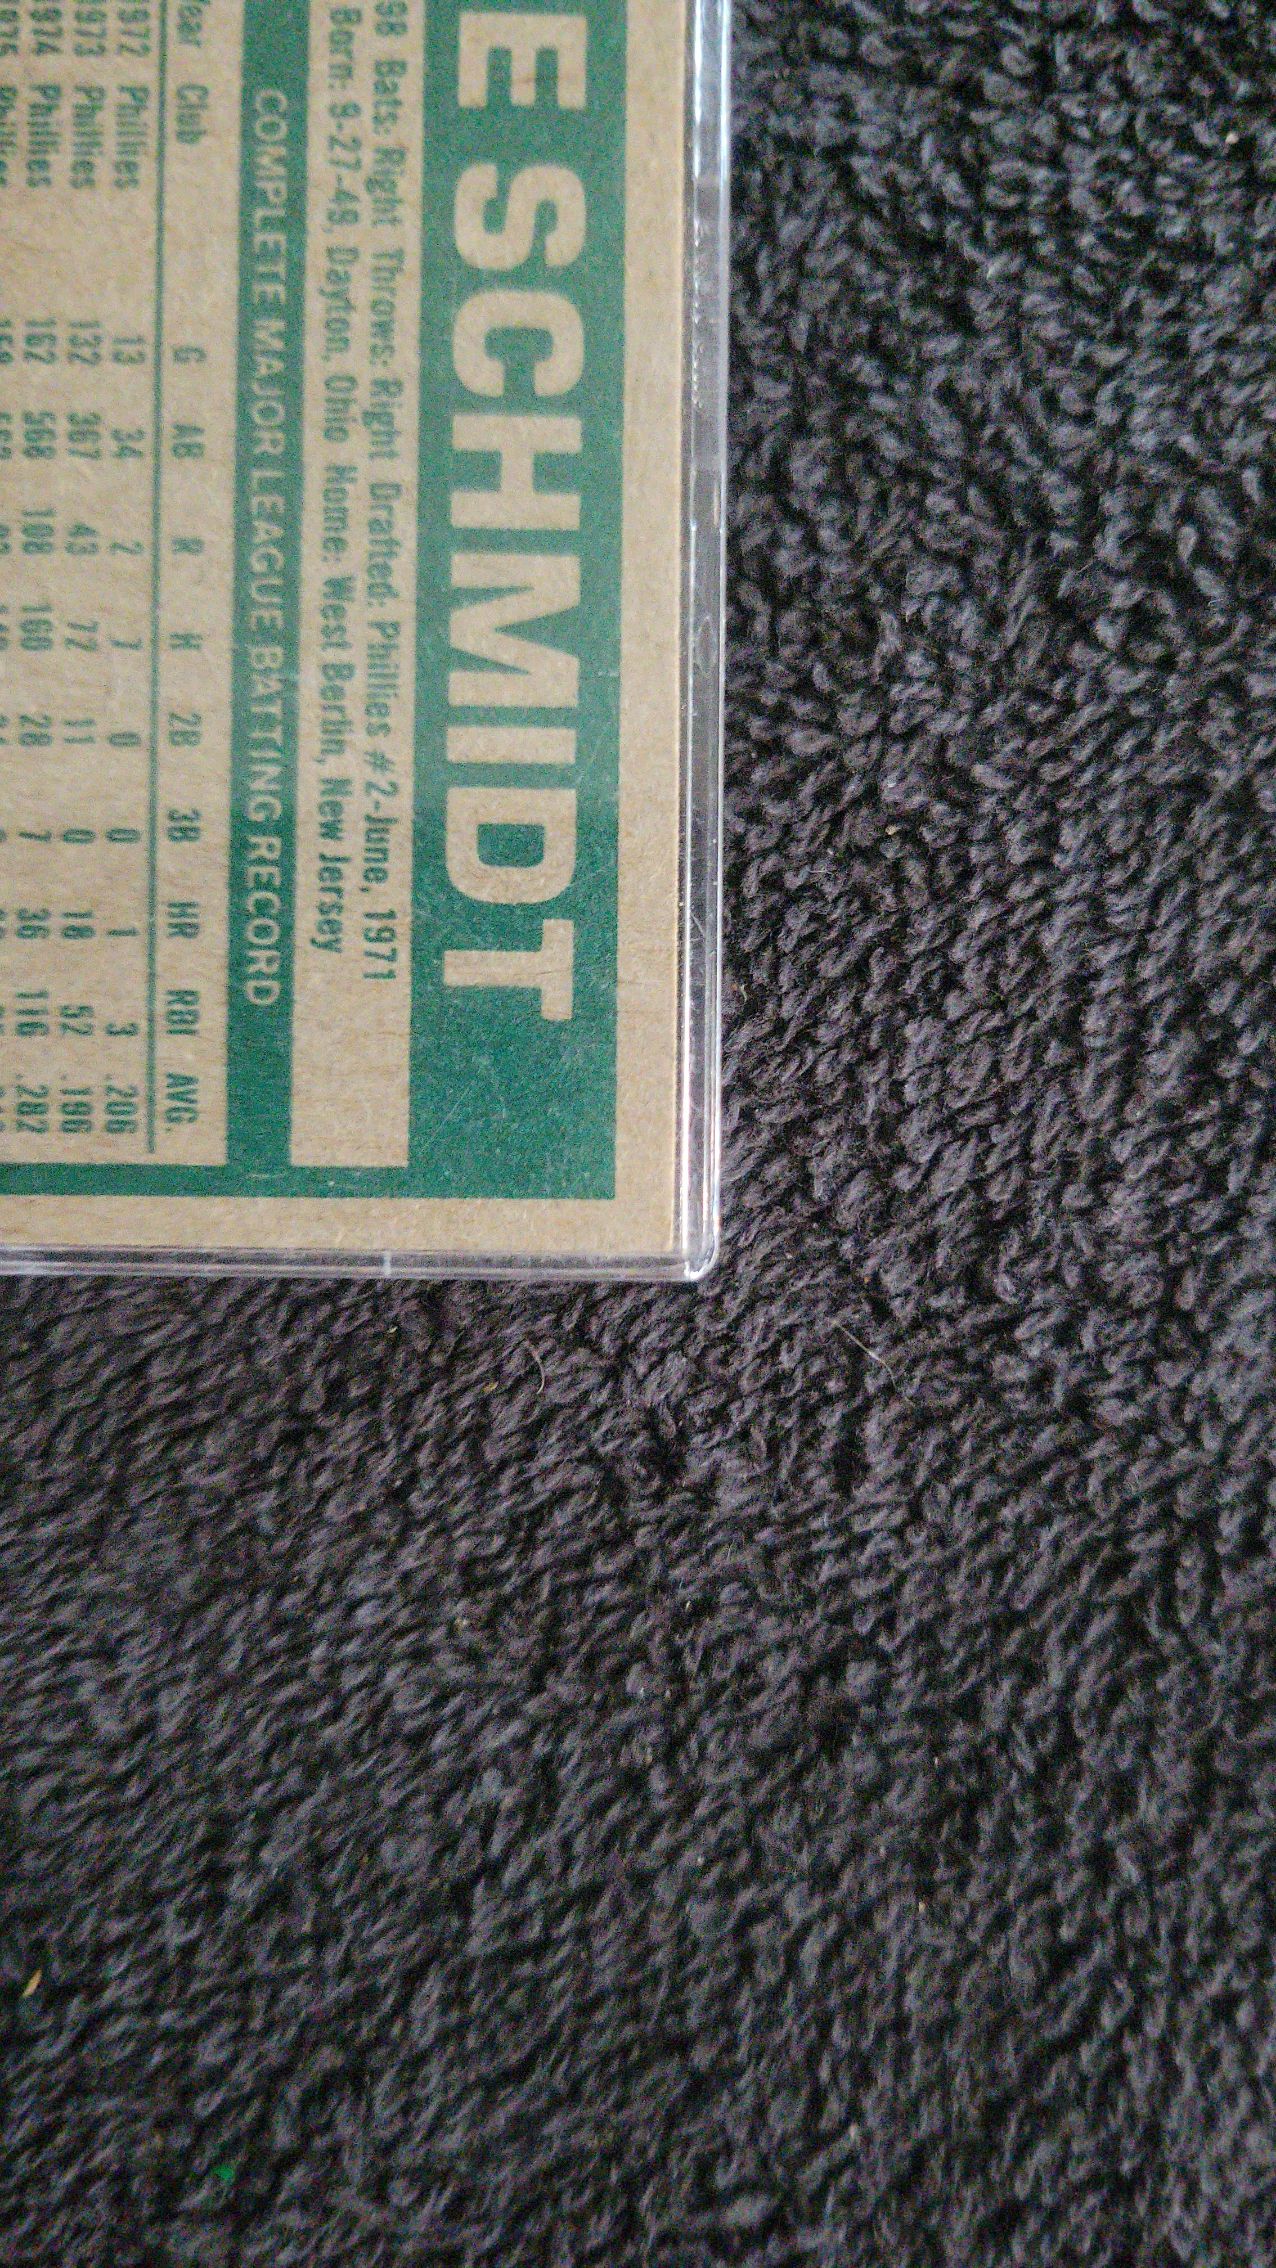 E SCHMIDT
98 Bats: Right Throws: Right Drafted: Phillies #2-June, 1971
Born: 9-27-49, Dayton, Ohio Home: West Berlin, New Jersey
COMPLETE MAJOR LEAGUE BATTING RECORD
Year Club G AB R H 2B 3B HR RBI AVG.
1972 Phillies 13 34 2 7 0 0 1 3 .206
1973 Phillies 132 367 43 77 11 0 18 52 .196
1974 Phillies 162 568 108 160 28 7 36 116 .282